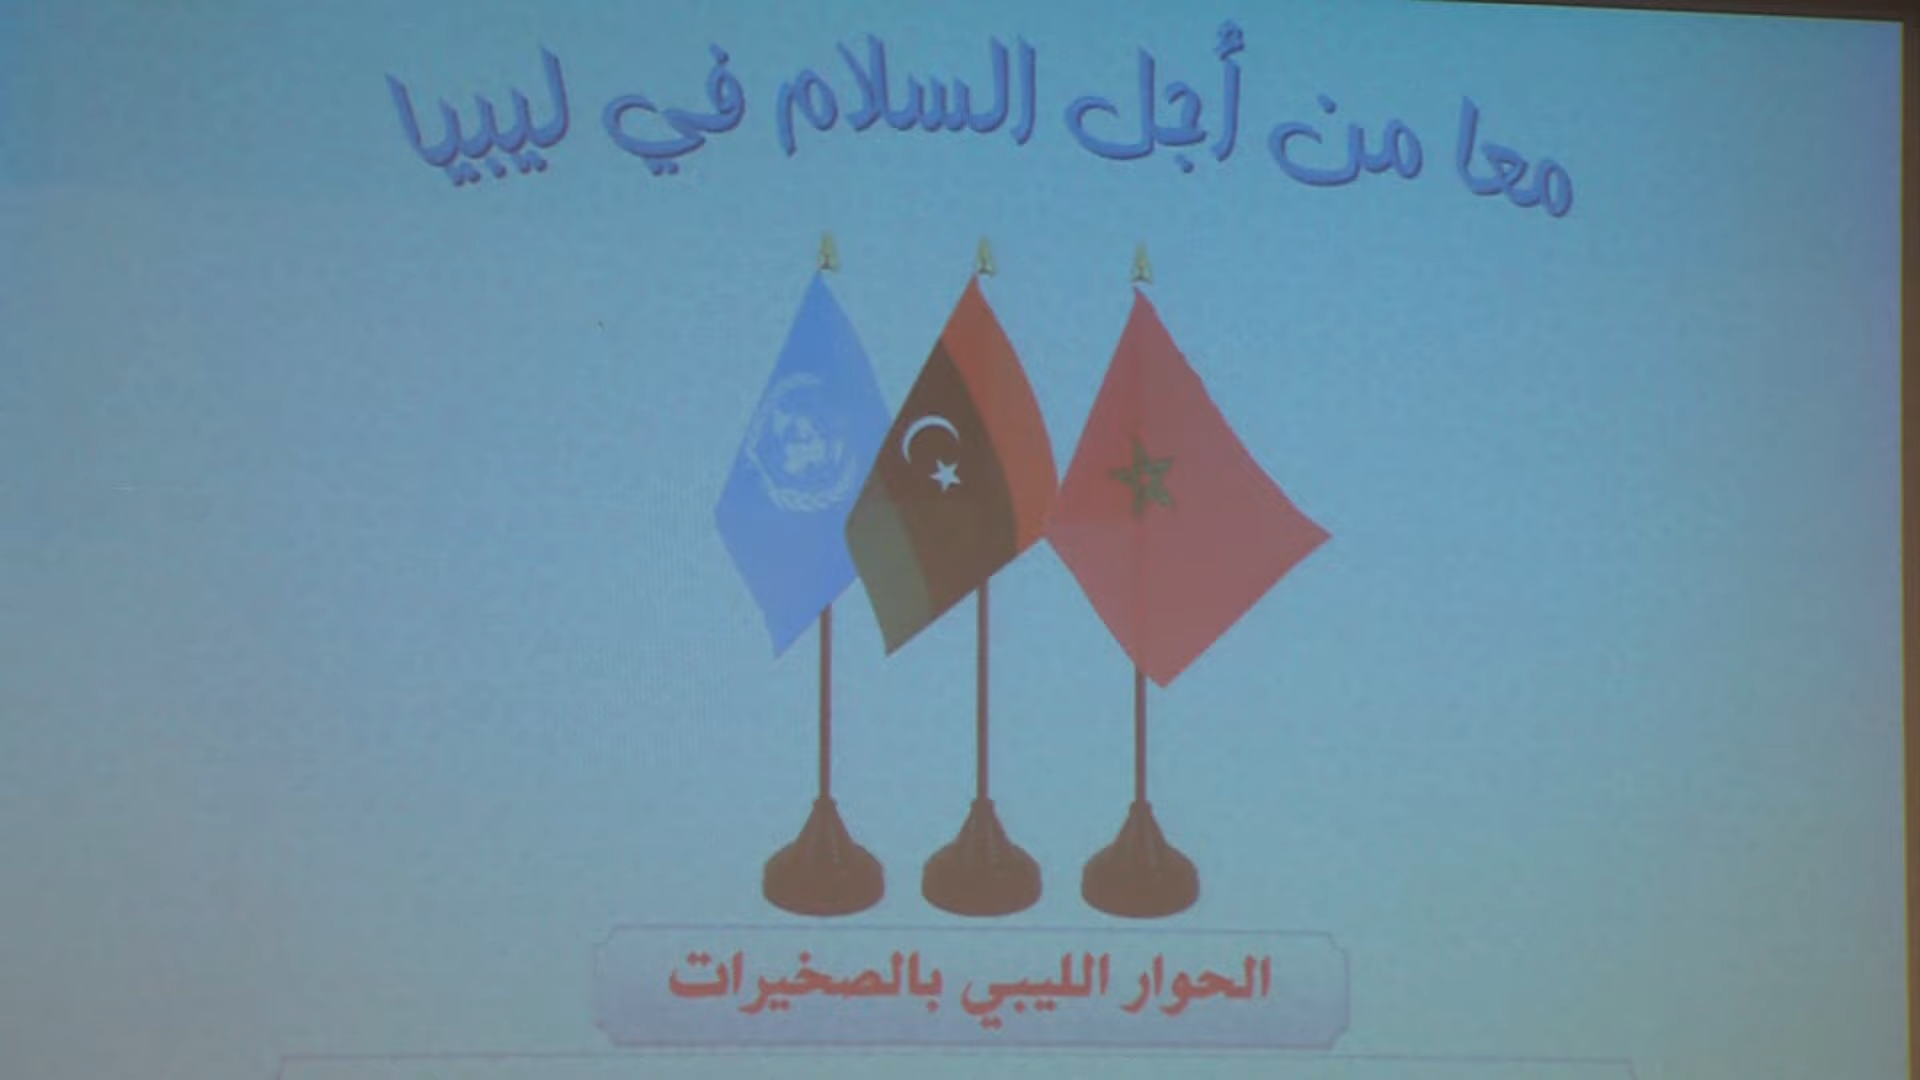 معا من أجل السلام في ليبيا
الحوار الليبي بالصخيرات